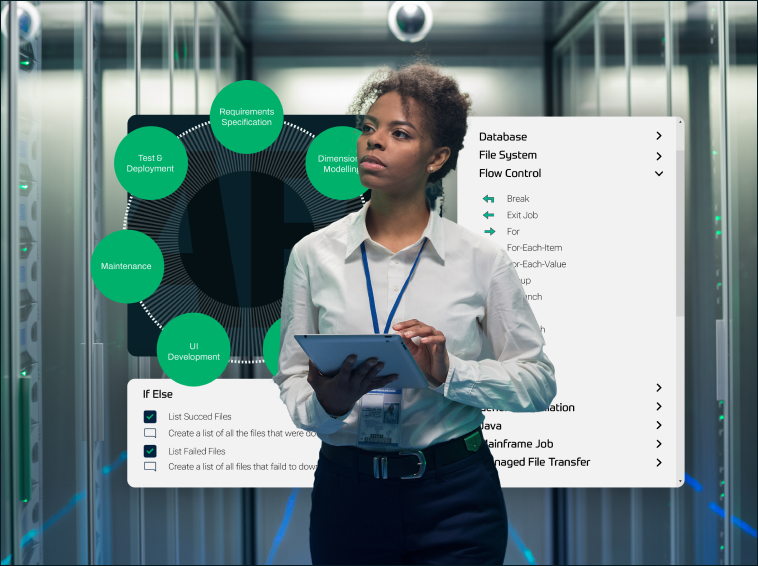 Requirements
Specification
Test &
Deployment
Dimension
Modelling
Maintenance
UI
Development
Database
File System
Flow Control
Break
Exit Job
For
For-Each-Item
or-Each-Value
up
nch
h
ation
Java
Mainframe Job
naged File Transfer
If Else
List Succed Files
Create a list of all the files that were do
List Failed Files
Create a list of all files that faild to dow